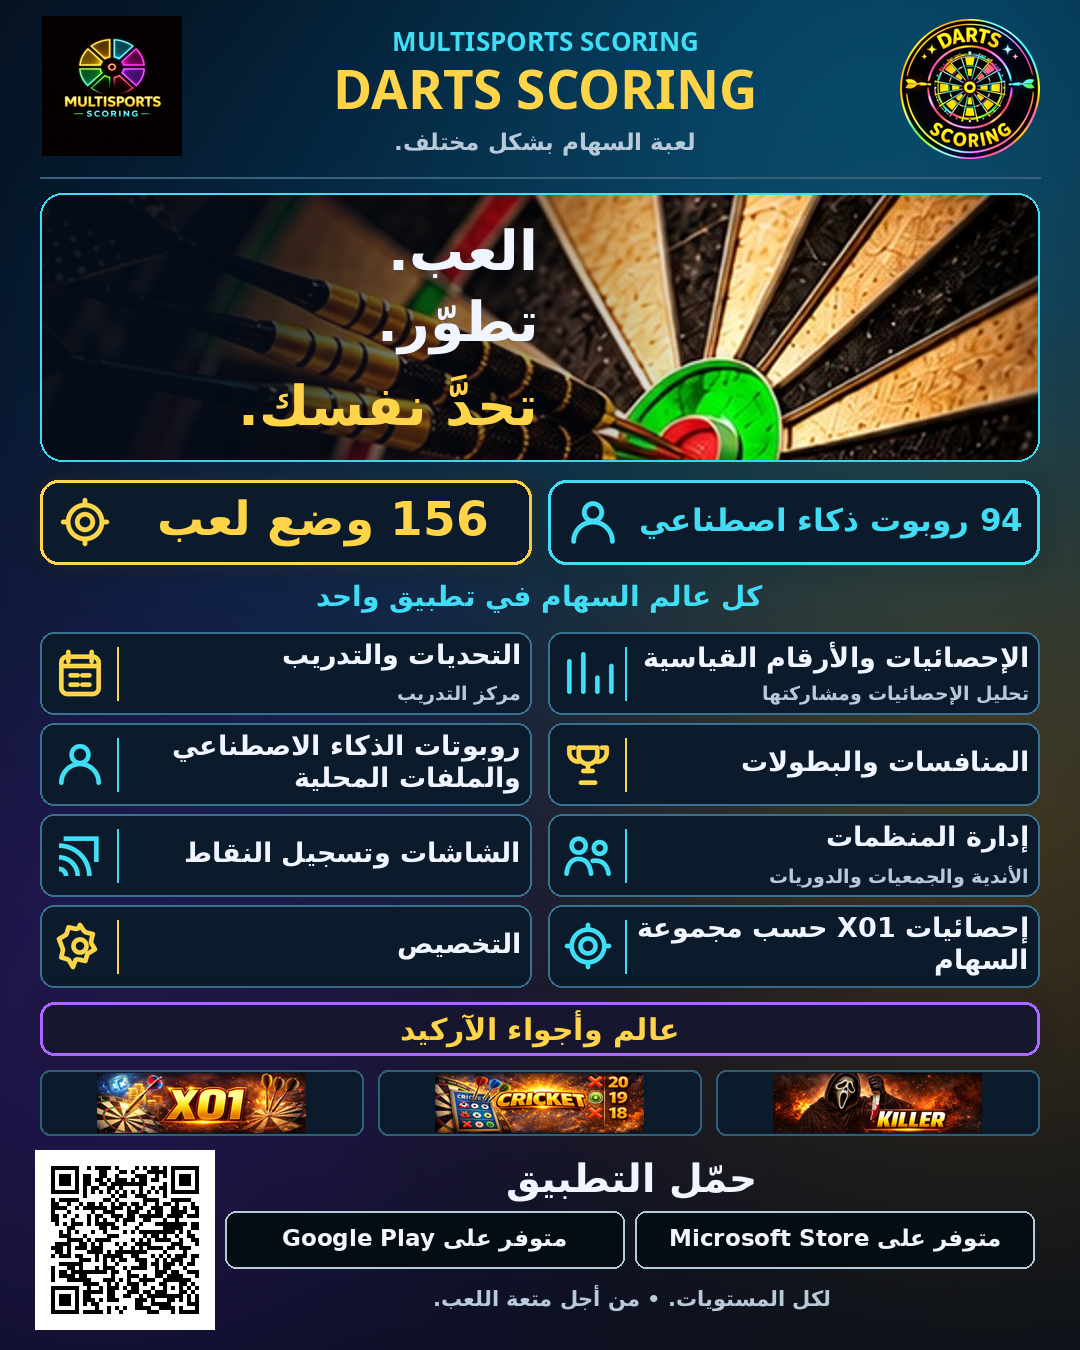 MULTISPORTS SCORING
DARTS SCORING
لعبة السهام بشكل مختلف.
MULTISPORTS
SCORING
DARTS
SCORING
العب.
تطوّر.
تحدَّ نفسك.
94 روبوت ذكاء اصطناعي
156 وضع لعب
كل عالم السهام في تطبيق واحد
الإحصائيات والأرقام القياسية
تحليل الإحصائيات ومشاركتها
التحديات والتدريب
مركز التدريب
المنافسات والبطولات
روبوتات الذكاء الاصطناعي
والملفات المحلية
إدارة المنظمات
الأندية والجمعيات والدوريات
الشاشات وتسجيل النقاط
إحصائيات X01 حسب مجموعة
السهام
التخصيص
عالم وأجواء الآركيد
KILLER
CRICKET
CRICKET
20
19
18
X01
حمّل التطبيق
متوفر على Microsoft Store
متوفر على Google Play
لكل المستويات. • من أجل متعة اللعب.